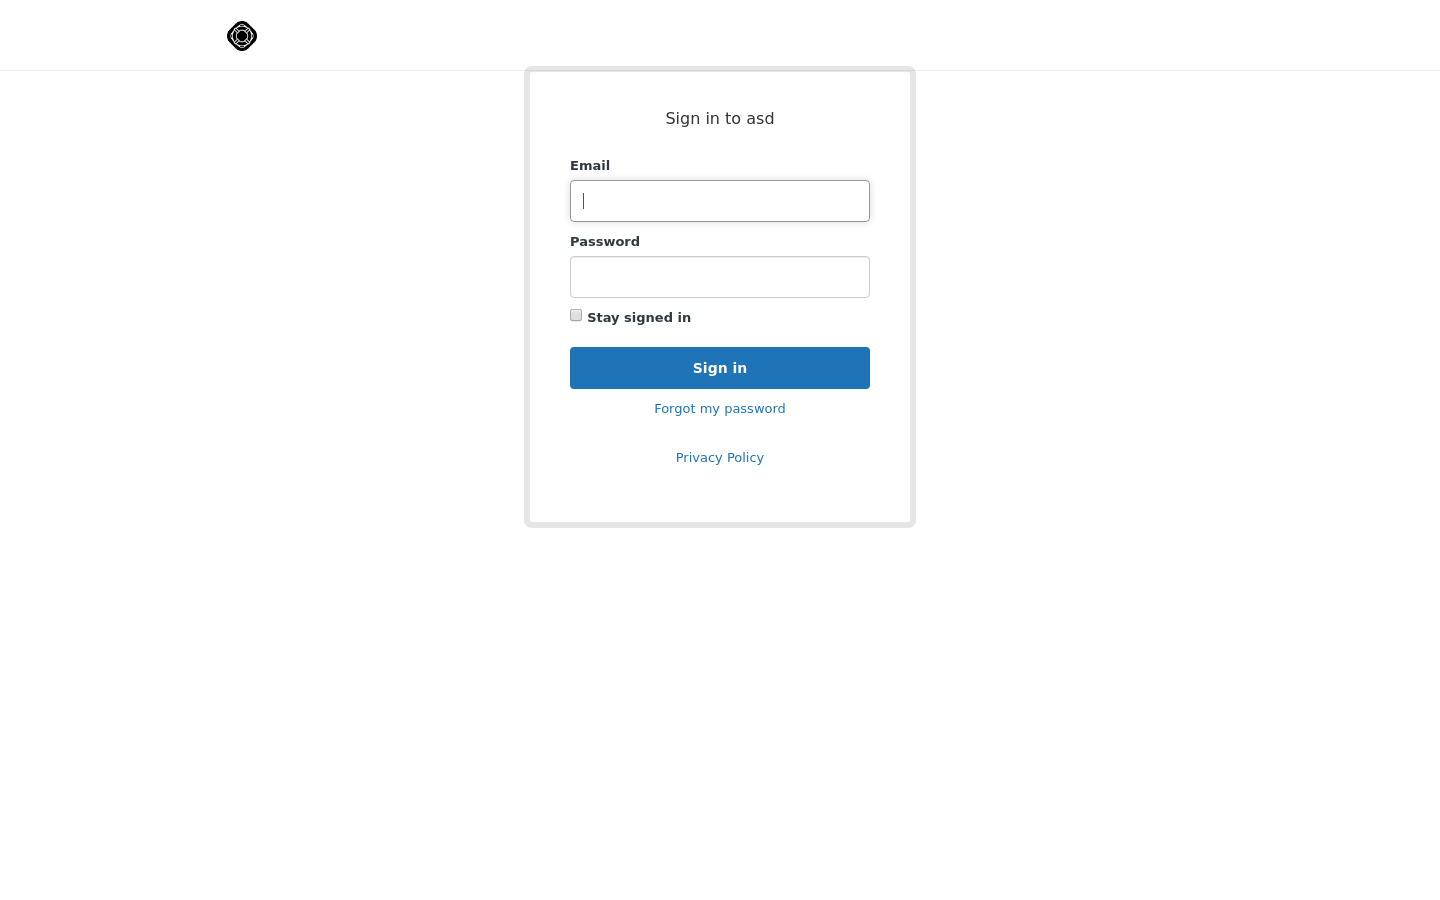 Sign in to asd
Email
Password
Stay signed in
Sign in
Forgot my password
Privacy Policy